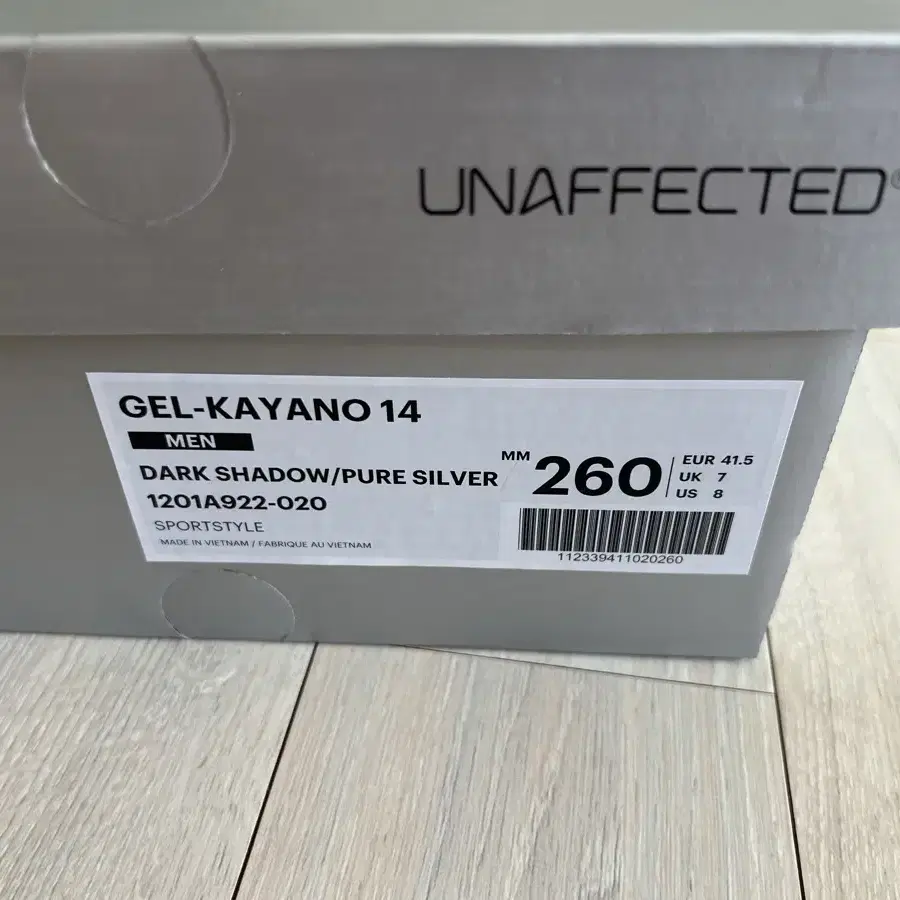 UNAFFECTED®
GEL-KAYANO 14
MEN
DARK SHADOW/PURE SILVER
1201A922-020
SPORTSTYLE
MADE IN VIETNAM / FABRIQUE AU VIETNAM
MM 260
EUR 41.5
UK 7
US 8
112339411020260